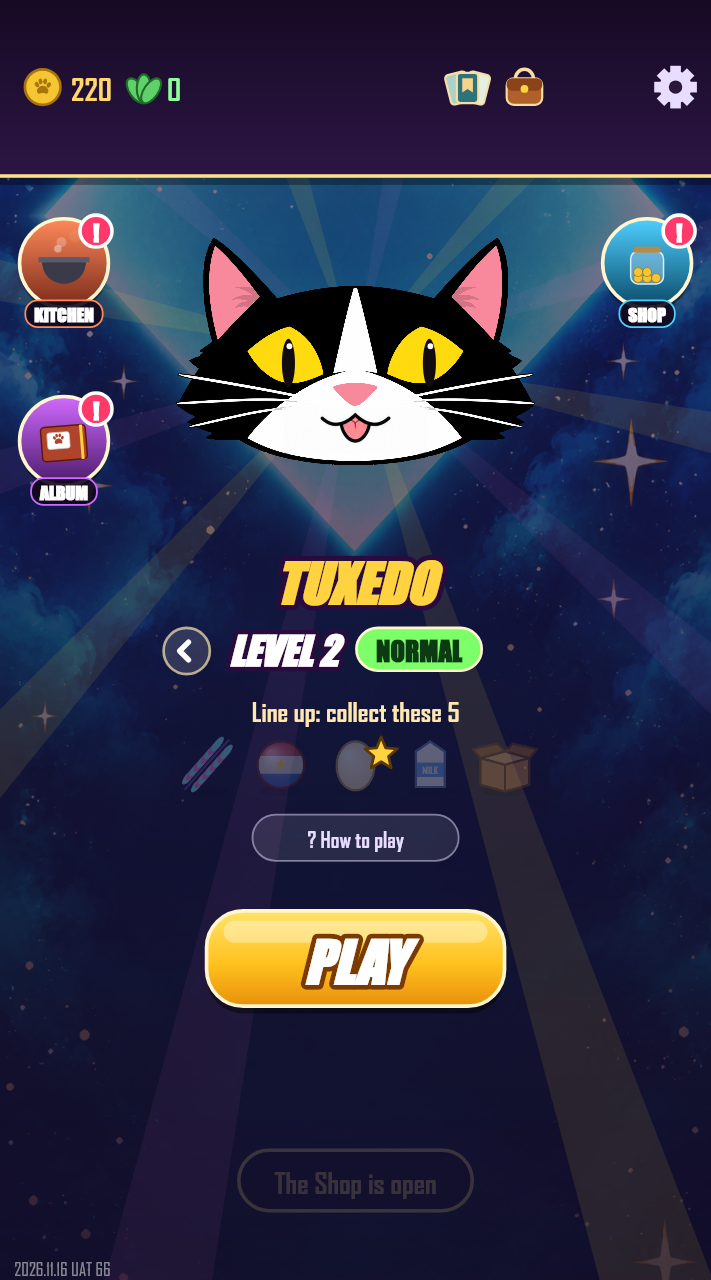 220
0
!
KITCHEN
!
SHOP
!
ALBUM
TUXEDO
LEVEL 2
NORMAL
Line up: collect these 5
MILK
? How to play
PLAY
The Shop is open
2026.11.16 UAT 66